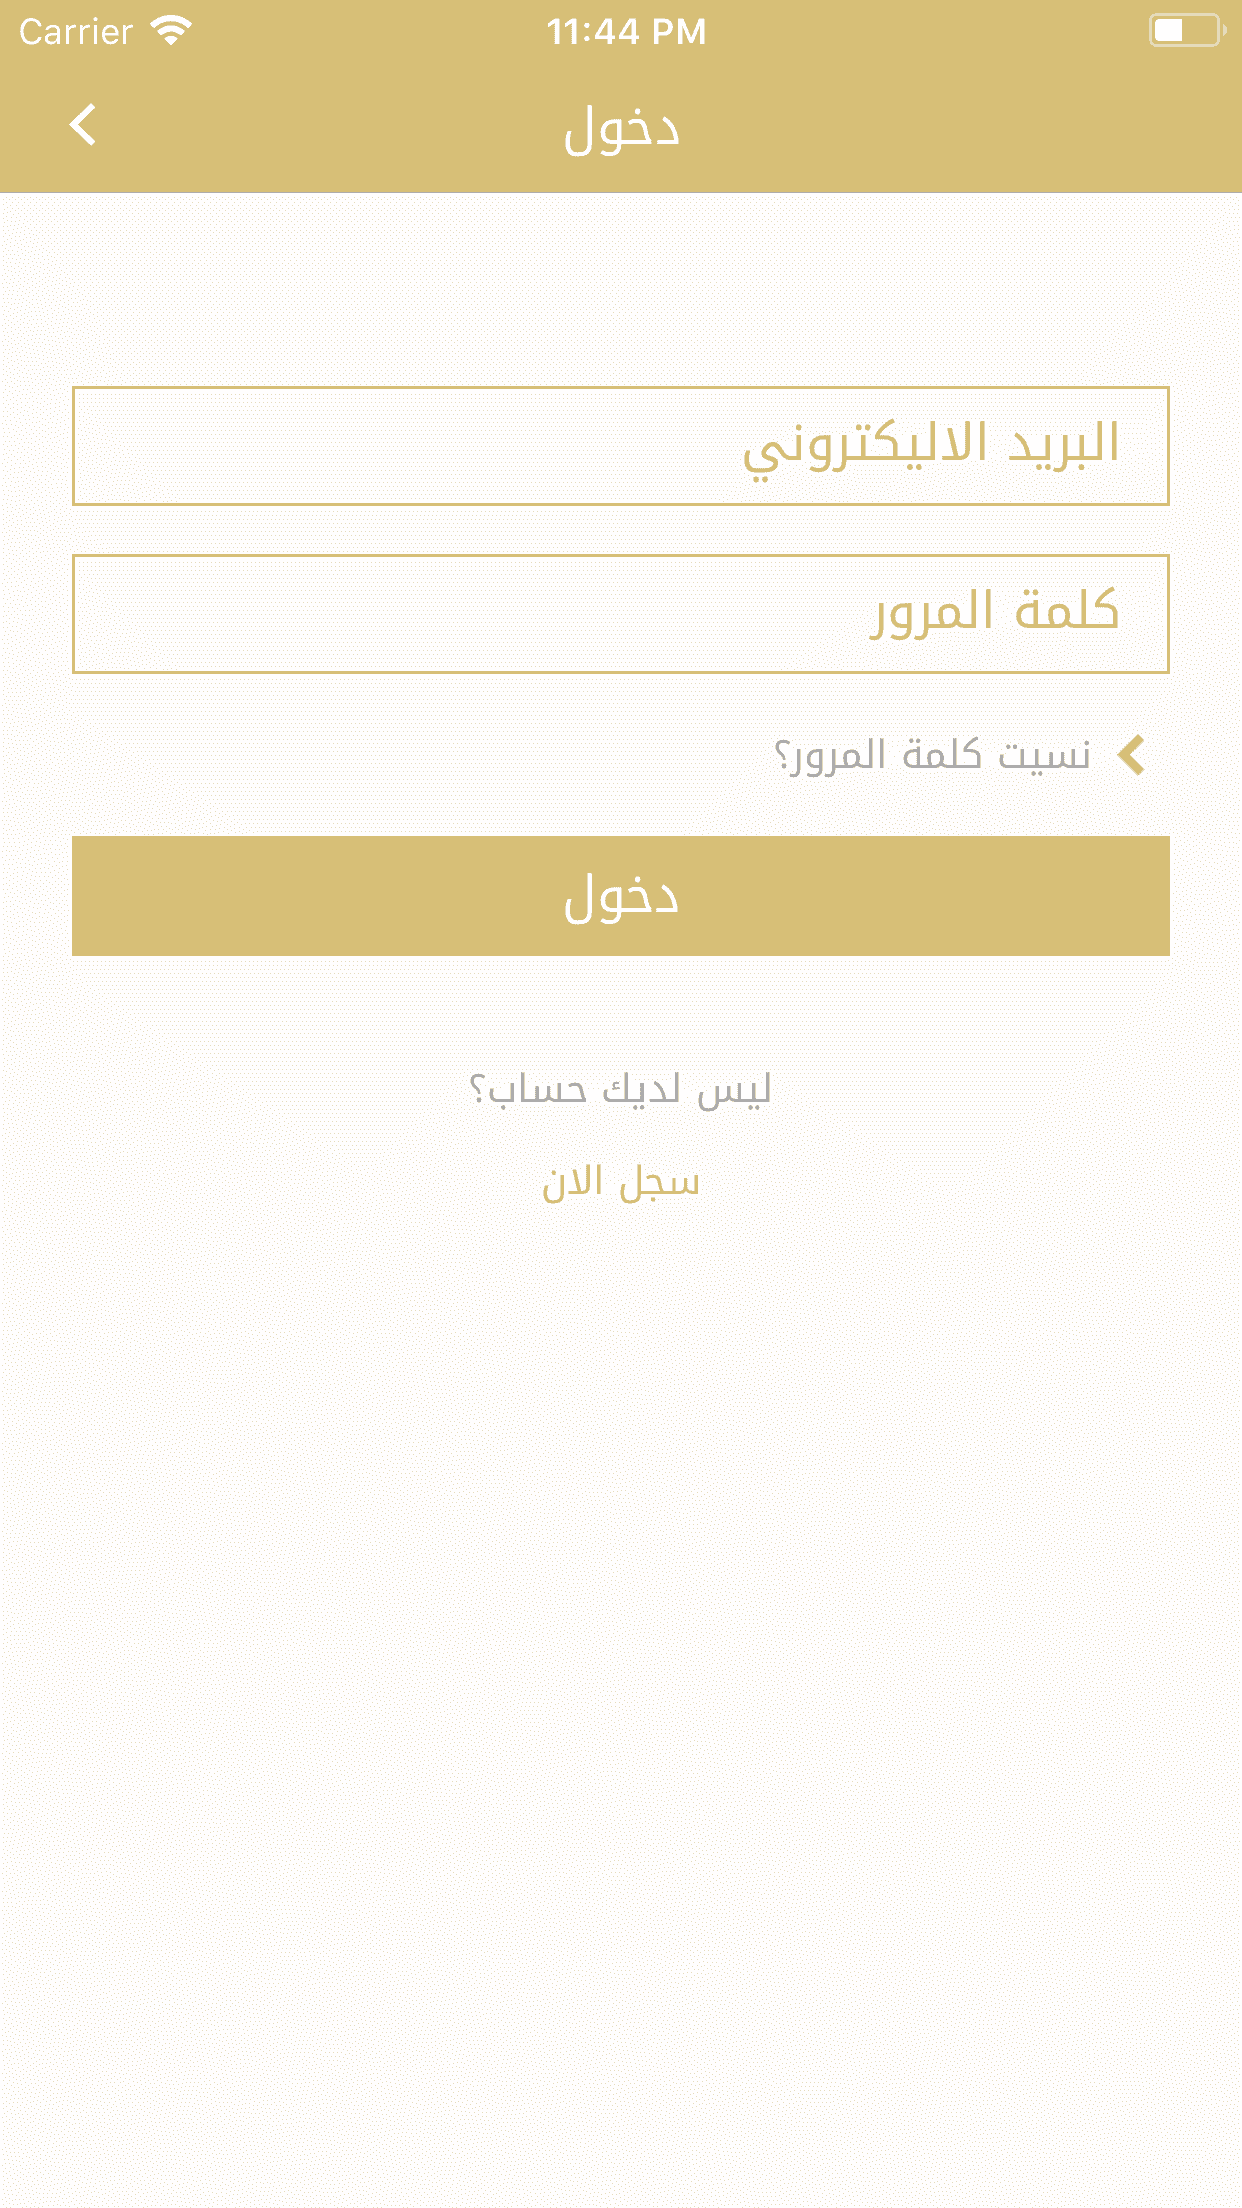 Carrier 11:44 PM
دخول
البريد الاليكتروني
كلمة المرور
نسيت كلمة المرور؟
دخول
ليس لديك حساب؟
سجل الان